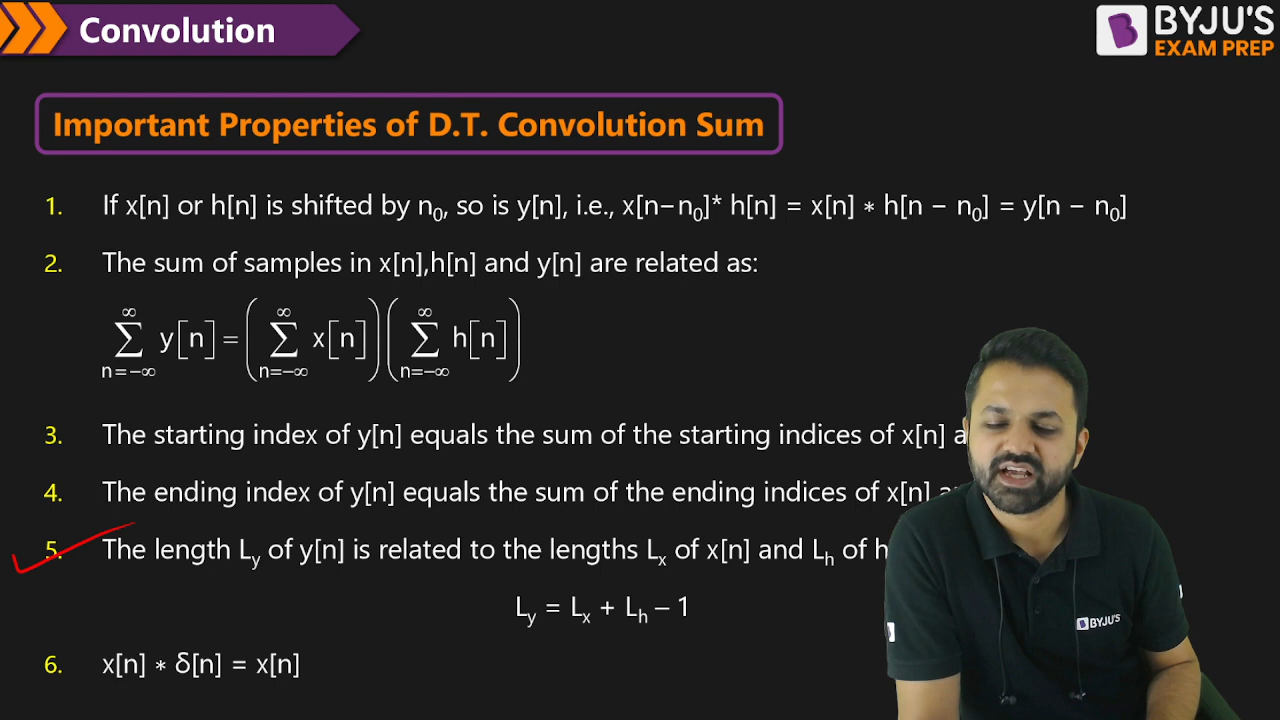 Convolution
BYJU'S
EXAM PREP
Important Properties of D.T. Convolution Sum
1. If x[n] or h[n] is shifted by n₀, so is y[n], i.e., x[n−n₀]* h[n] = x[n] ∗ h[n − n₀] = y[n − n₀]
2. The sum of samples in x[n],h[n] and y[n] are related as:
∞ ∑ n=−∞ y[n] = (∞ ∑ n=−∞ x[n]) (∞ ∑ n=−∞ h[n])
3. The starting index of y[n] equals the sum of the starting indices of x[n] a
4. The ending index of y[n] equals the sum of the ending indices of x[n]
5. The length Ly of y[n] is related to the lengths Lx of x[n] and Lh of h
Ly = Lx + Lh – 1
6. x[n] ∗ δ[n] = x[n]
BYJU'S